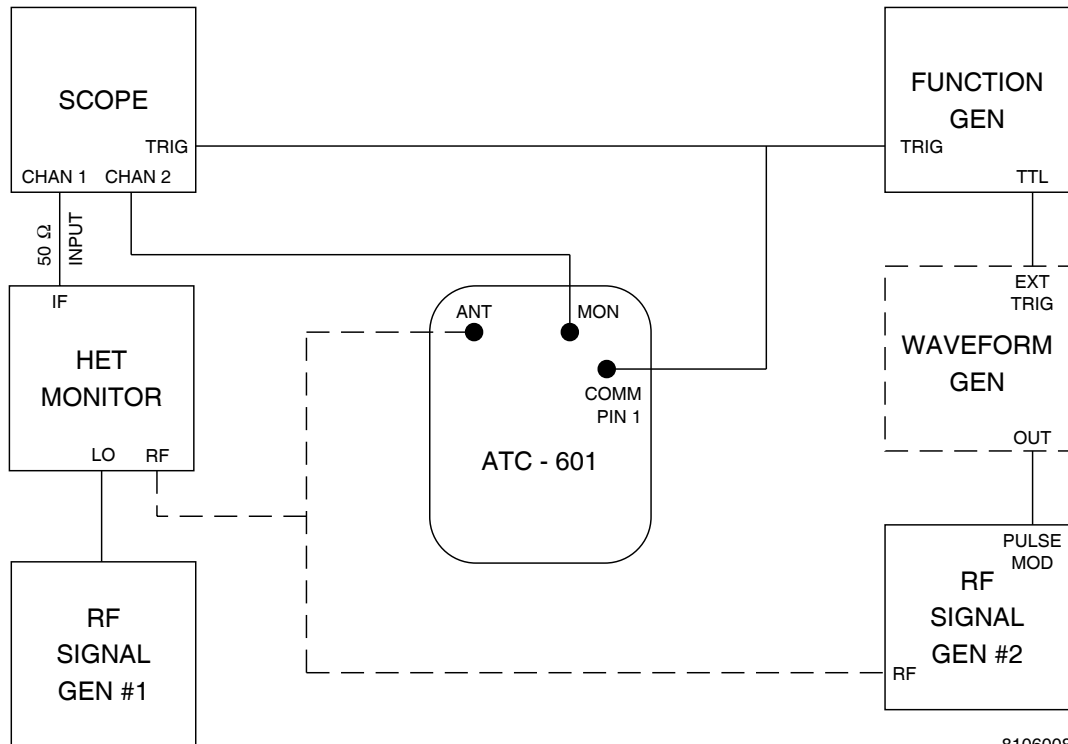 SCOPE
TRIG
CHAN 1 CHAN 2
50 Ω
INPUT
IF
HET
MONITOR
LO RF
RF
SIGNAL
GEN #1
ANT MON
COMM
PIN 1
ATC - 601
FUNCTION
GEN
TRIG
TTL
EXT
TRIG
WAVEFORM
GEN
OUT
PULSE
MOD
RF
SIGNAL
GEN #2
RF